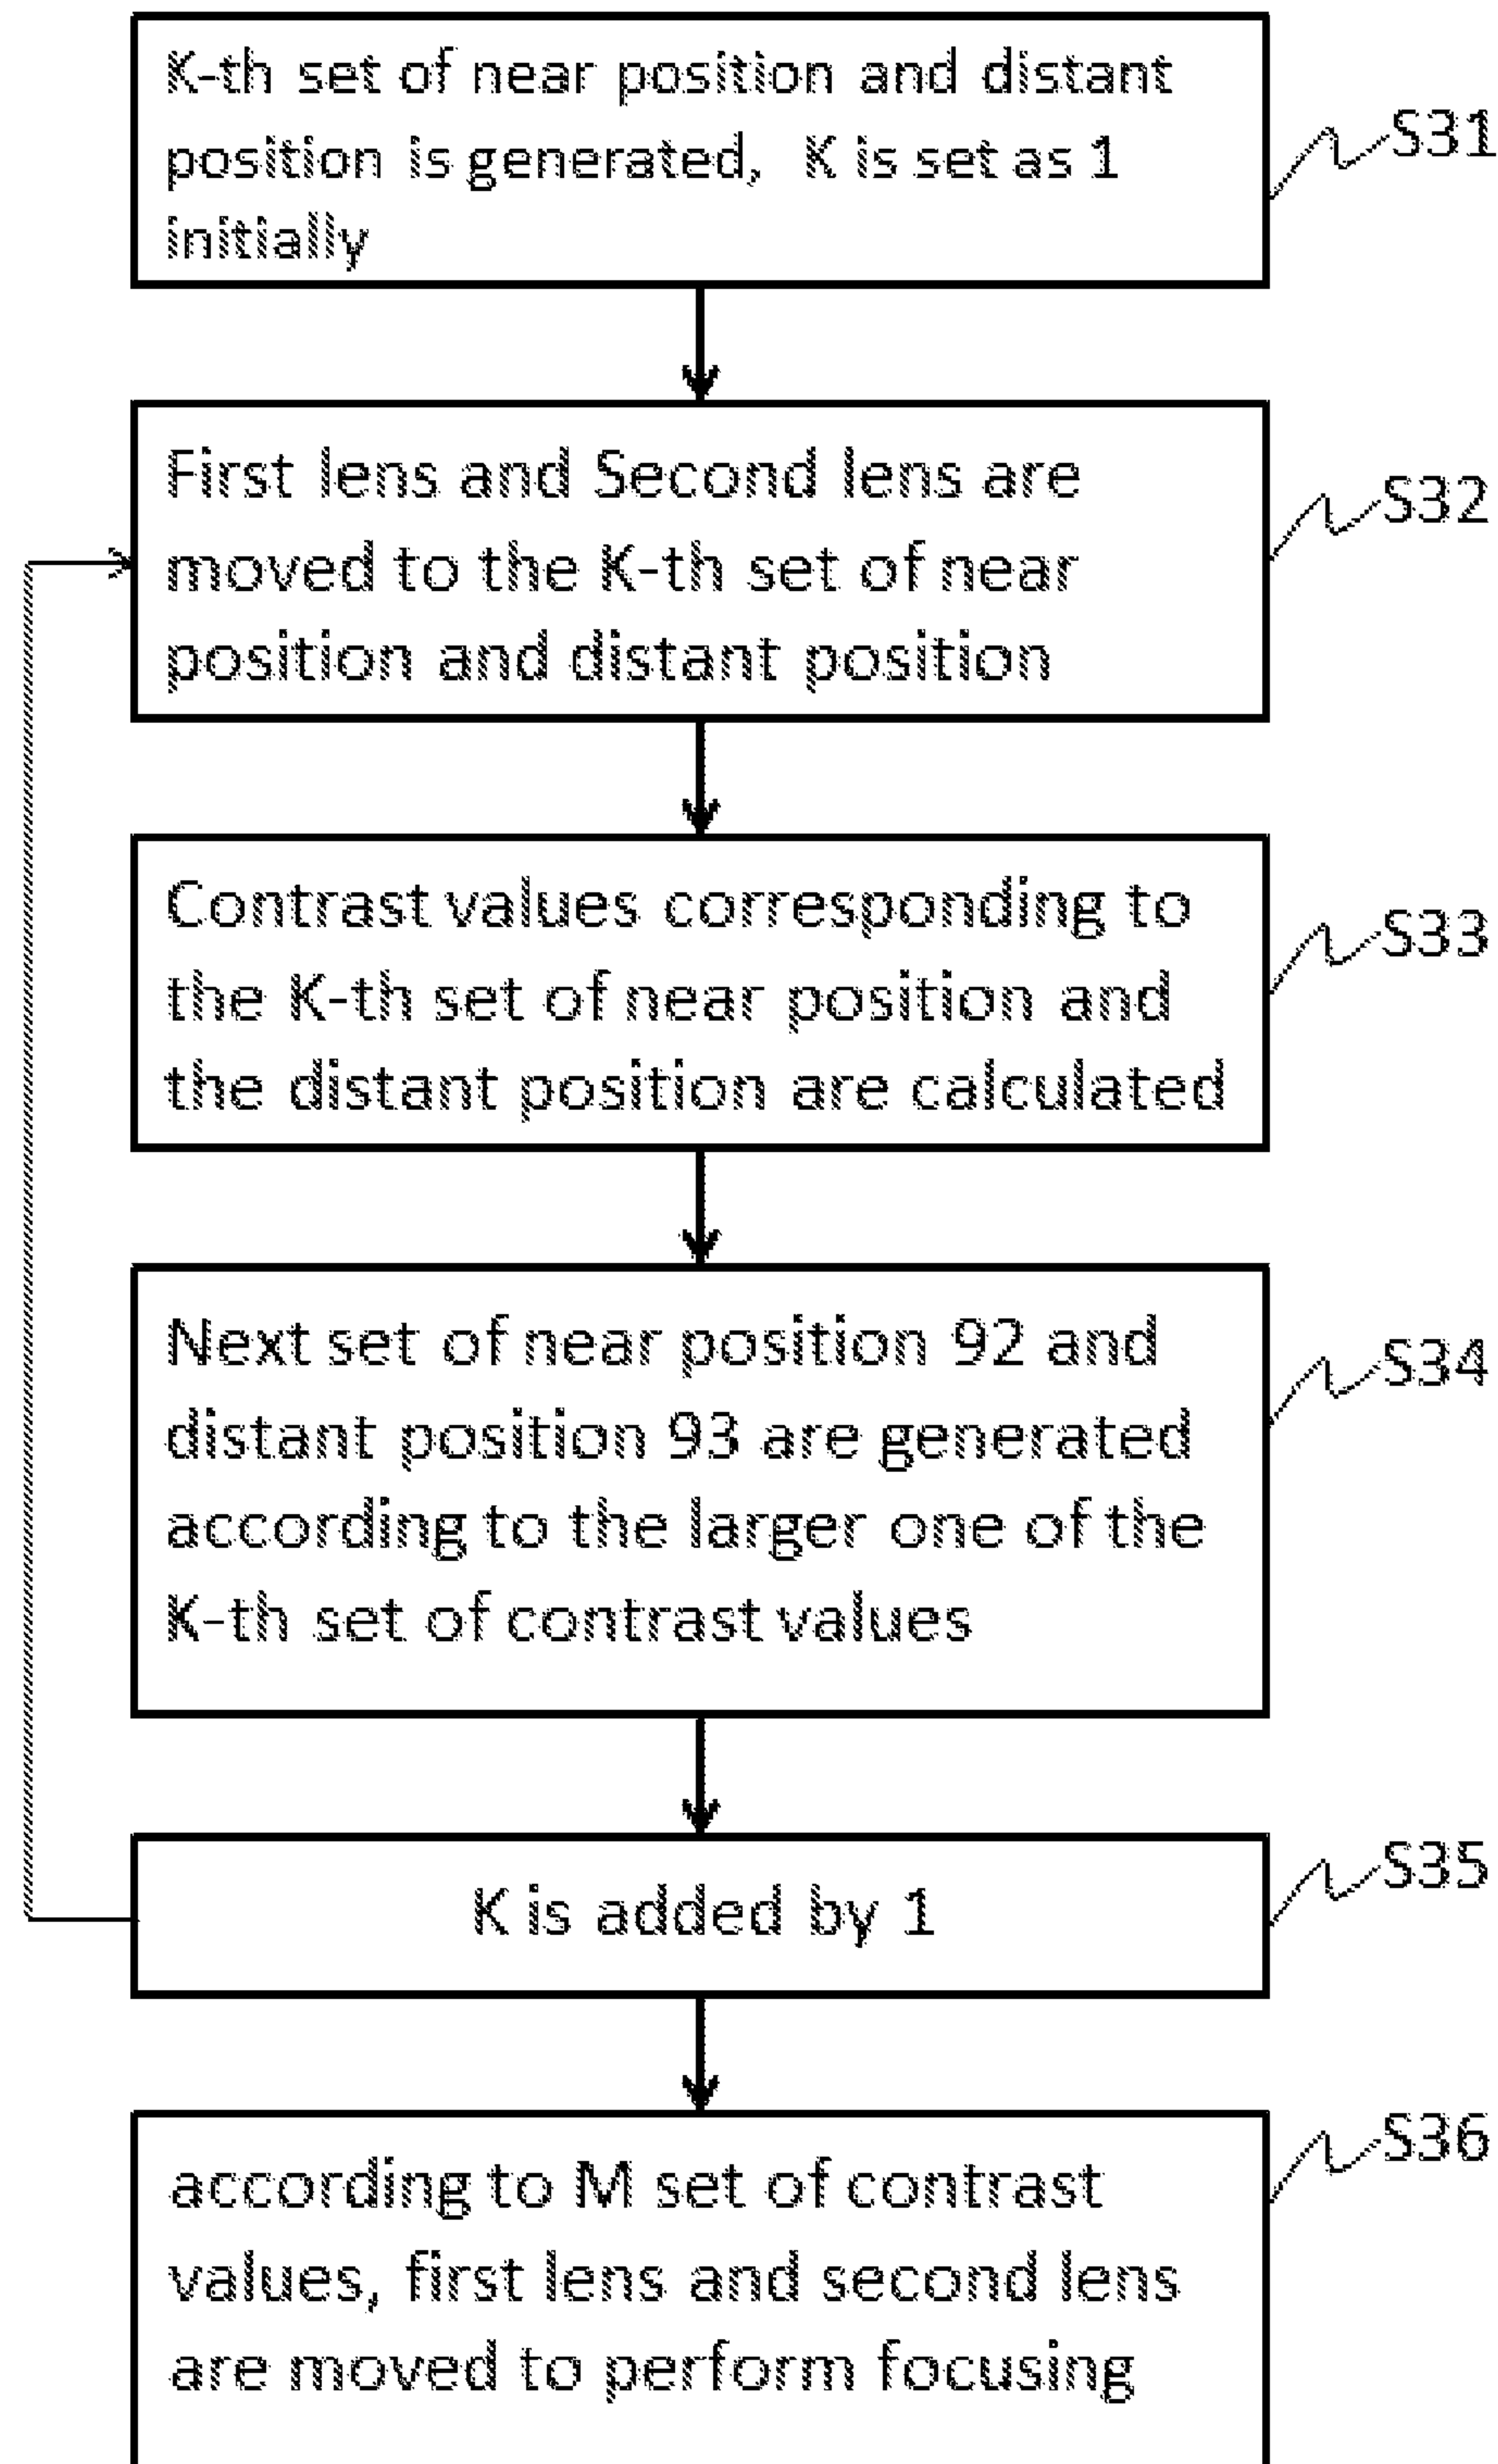 K-th set of near position and distant
position is generated, K is set as 1
initially
S31
First lens and Second lens are
moved to the K-th set of near
position and distant position
S32
Contrast values corresponding to
the K-th set of near position and
the distant position are calculated
S33
Next set of near position 92 and
distant position 93 are generated
according to the larger one of the
K-th set of contrast values
S34
K is added by 1
S35
according to M set of contrast
values, first lens and second lens
are moved to perform focusing
S36